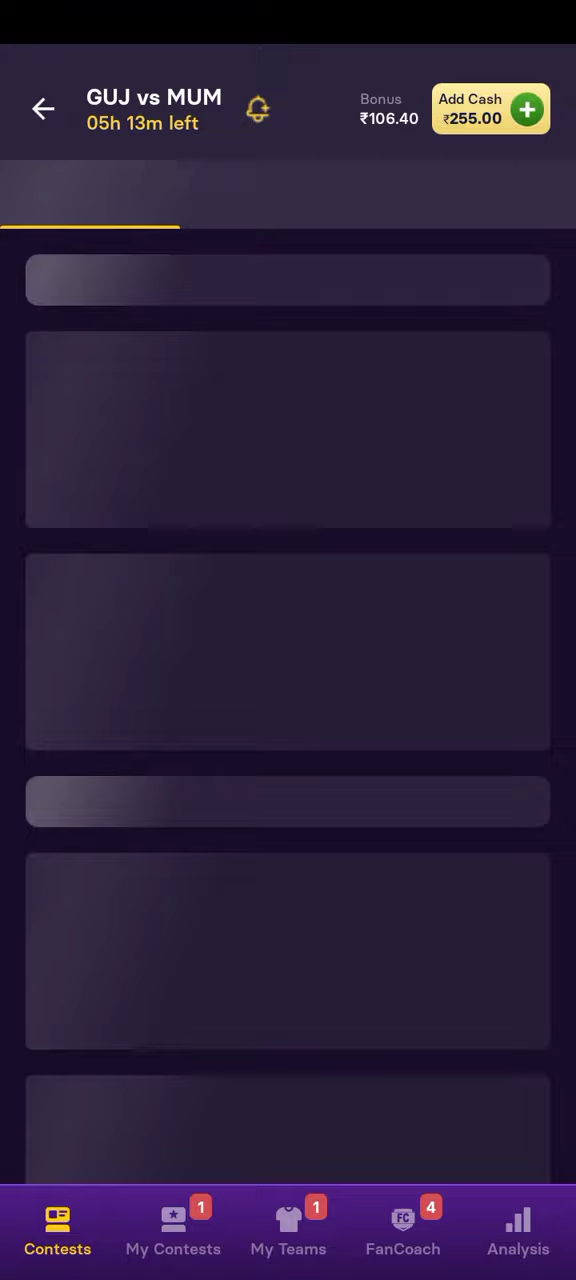 GUJ vs MUM
05h 13m left
Bonus
₹106.40
Add Cash
₹255.00
1
1
4
FC
Contests
My Contests
My Teams
FanCoach
Analysis